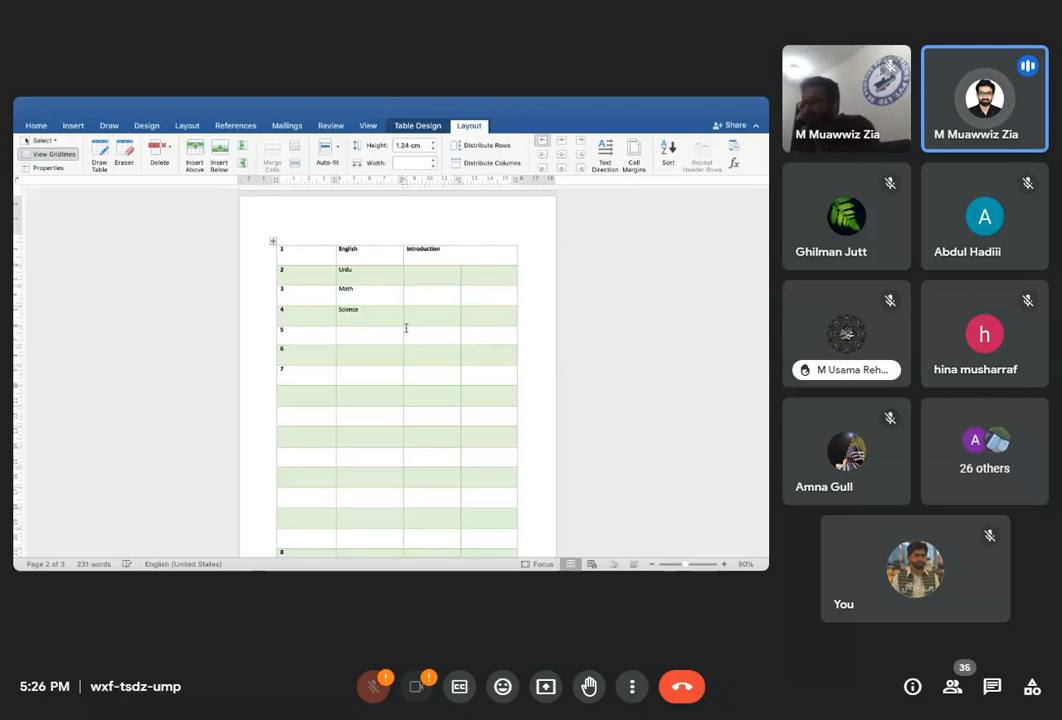 Home Insert Draw Design Layout References Mailings Review View Table Design Layout Share
Select
View Gridlines
Properties
Draw Table
Eraser
Delete
Insert Above
Insert Below
Merge Cells
Auto-fit
Height: 1.24 cm
Width:
Distribute Rows
Distribute Columns
Text Direction
Cell Margins
Sort
Repeat Header Rows
1 English Introduction
2 Urdu
3 Math
4 Science
5
6
7
8
Page 2 of 3 231 words English (United States) Focus 90%
M Muawwiz Zia
M Muawwiz Zia
Ghilman Jutt
A
Abdul Hadiii
M Usama Reh...
h
hina musharraf
Amna Gull
A
26 others
You
5:26 PM | wxf-tsdz-ump
35